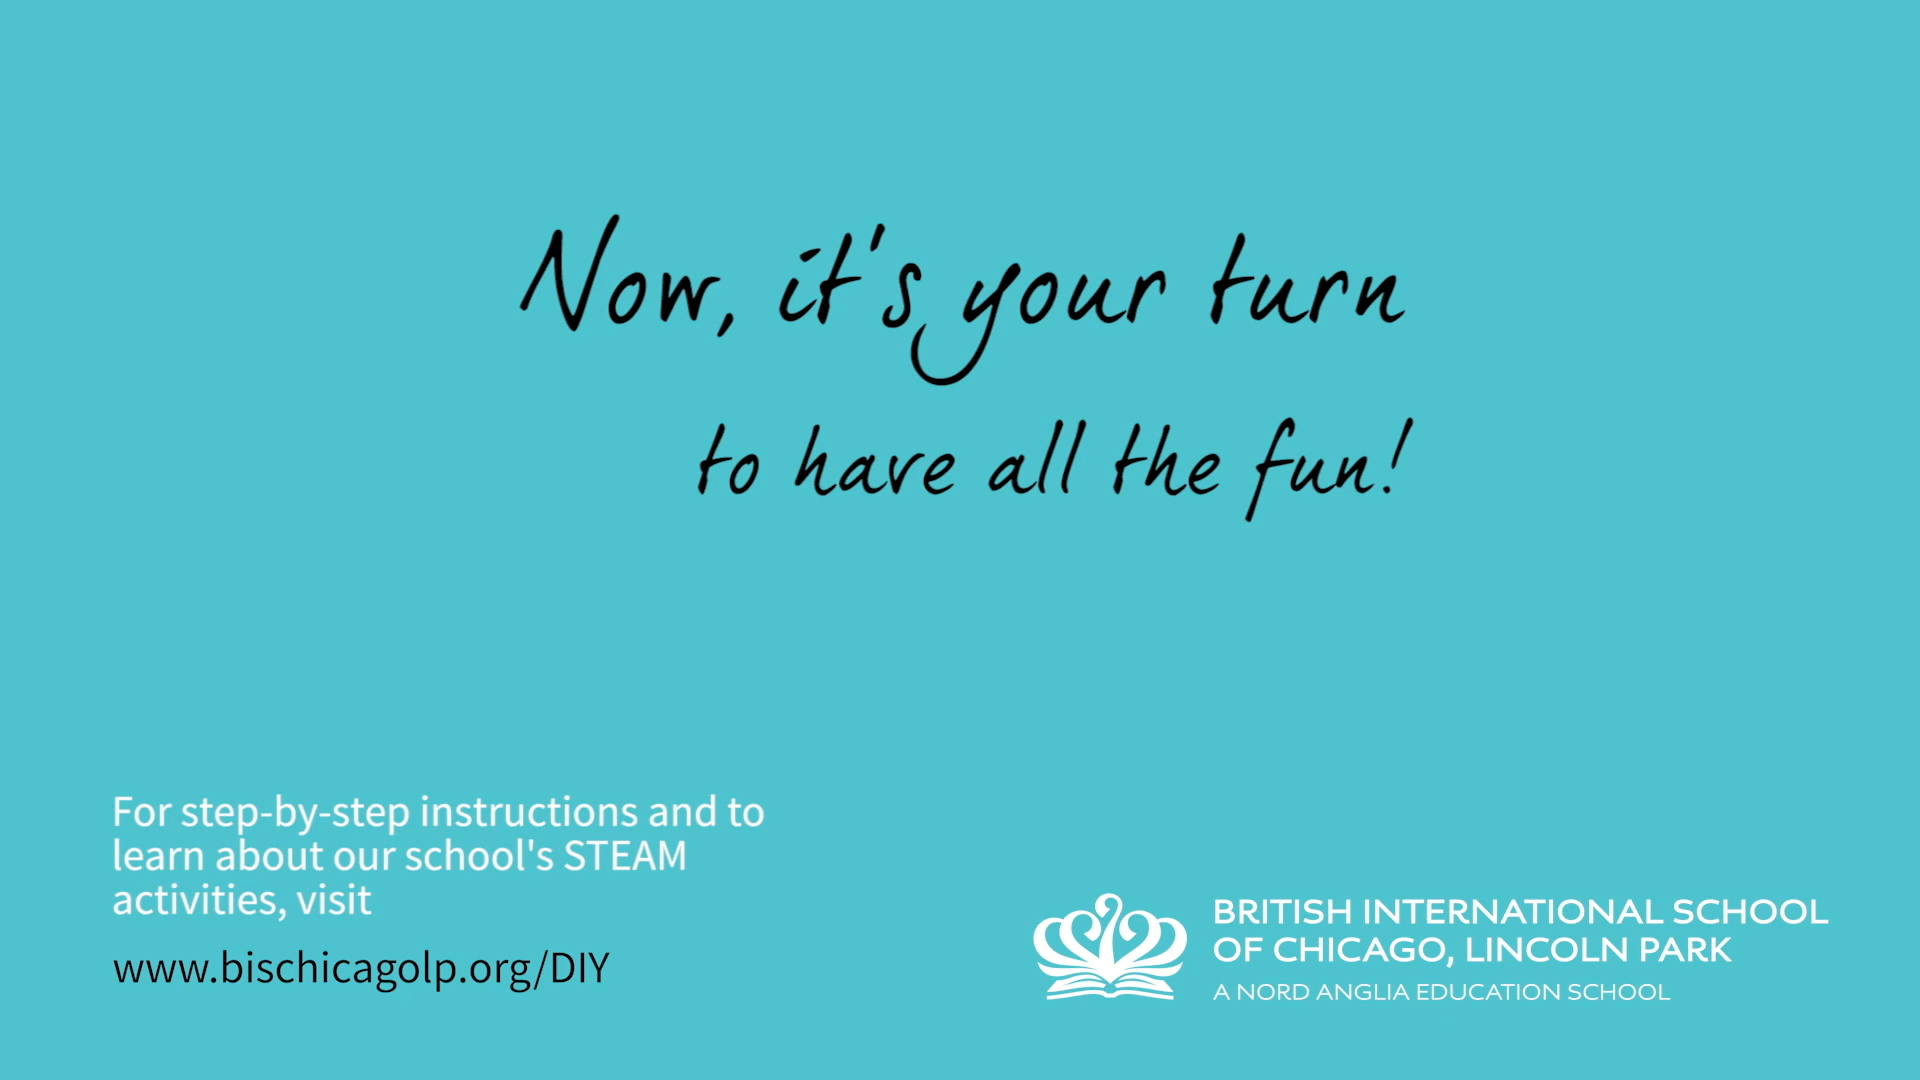 Now, it's your turn
to have all the fun!
For step-by-step instructions and to
learn about our school's STEAM
activities, visit
www.bischicagolp.org/DIY
BRITISH INTERNATIONAL SCHOOL
OF CHICAGO, LINCOLN PARK
A NORD ANGLIA EDUCATION SCHOOL